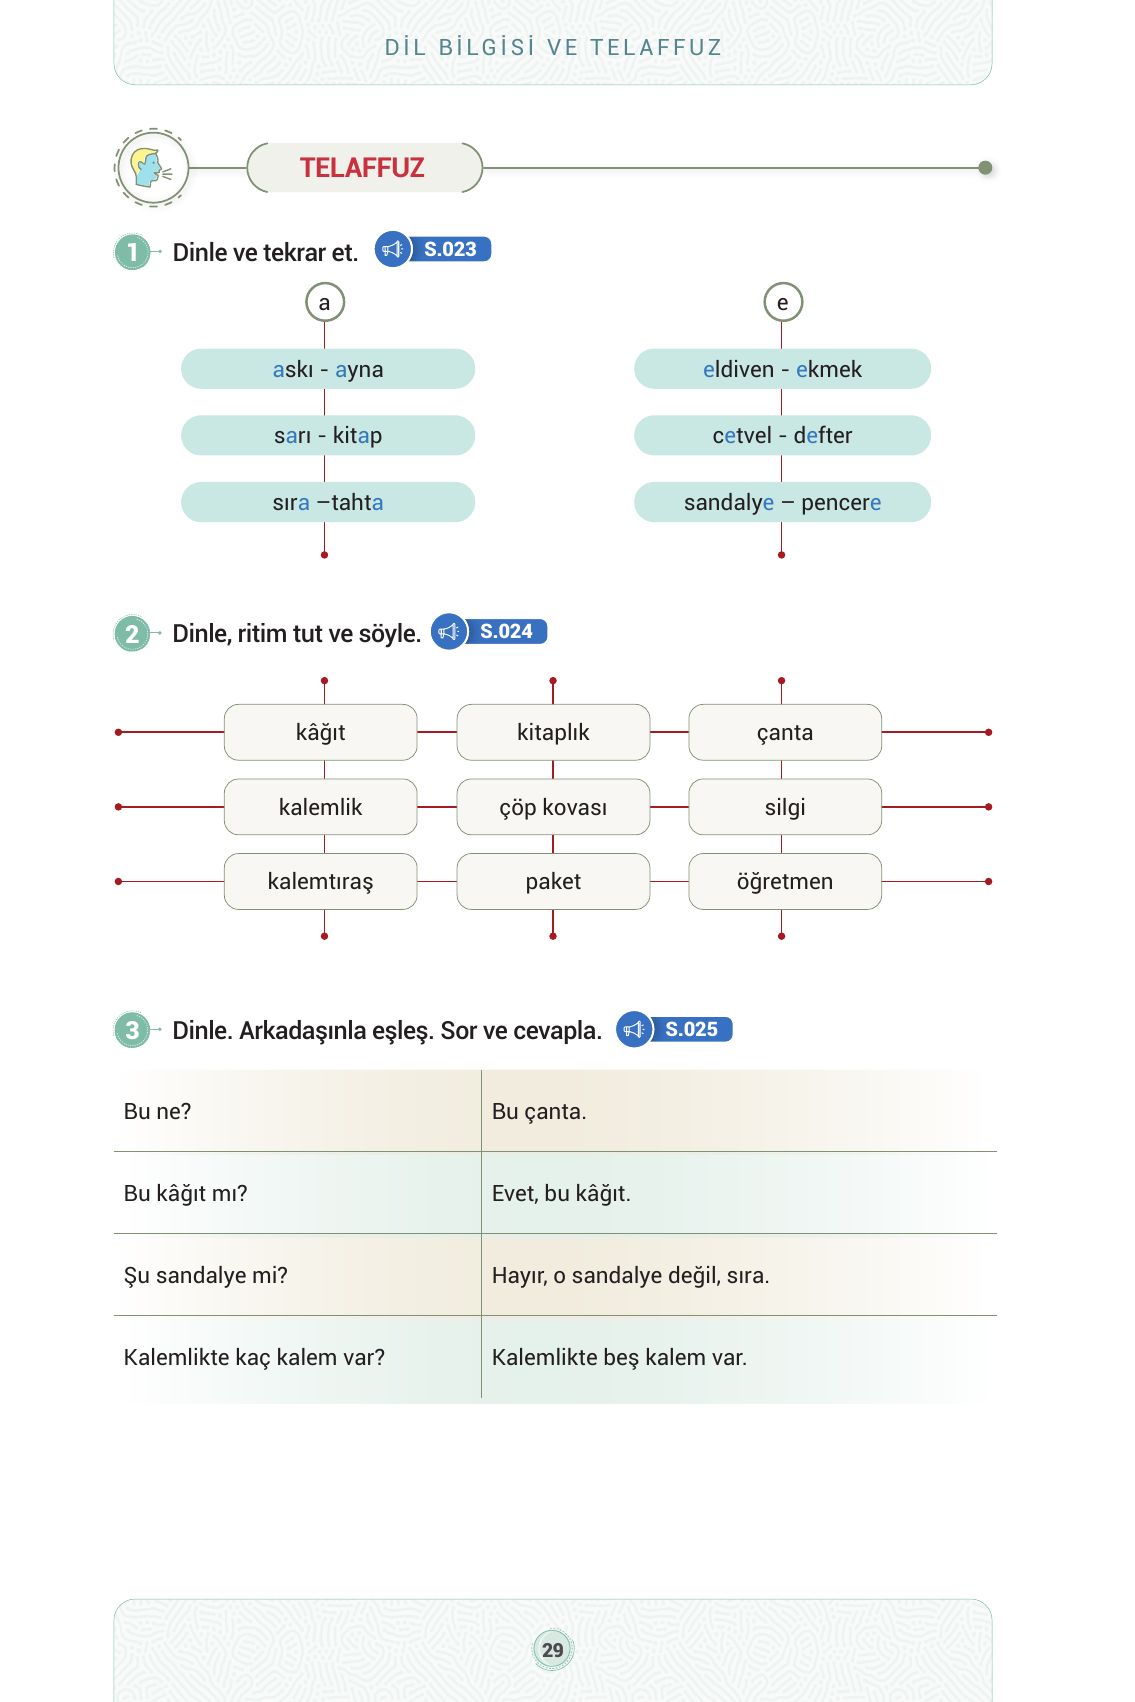 DİL BİLGİSİ VE TELAFFUZ
TELAFFUZ
1 Dinle ve tekrar et. S.023
a
askı - ayna
sarı - kitap
sıra –tahta
e
eldiven - ekmek
cetvel - defter
sandalye – pencere
2 Dinle, ritim tut ve söyle. S.024
kâğıt kitaplık çanta
kalemlik çöp kovası silgi
kalemtıraş paket öğretmen
3 Dinle. Arkadaşınla eşleş. Sor ve cevapla. S.025
Bu ne? Bu çanta.
Bu kâğıt mı? Evet, bu kâğıt.
Şu sandalye mi? Hayır, o sandalye değil, sıra.
Kalemlikte kaç kalem var? Kalemlikte beş kalem var.
29